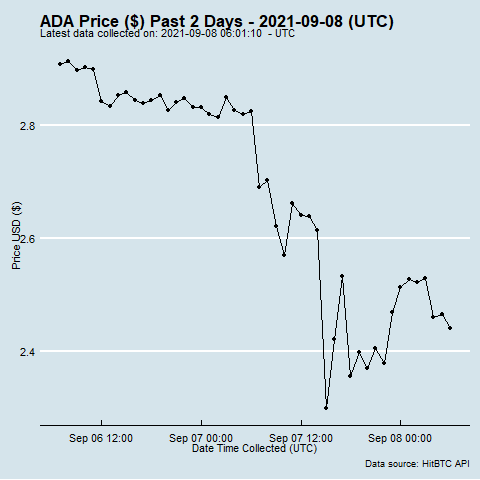 ADA Price ($) Past 2 Days - 2021-09-08 (UTC)
Latest data collected on: 2021-09-08 06:01:10  - UTC
Price USD ($)
2.8
2.6
2.4
Sep 06 12:00 Sep 07 00:00 Sep 07 12:00 Sep 08 00:00
Date Time Collected (UTC)
Data source: HitBTC API